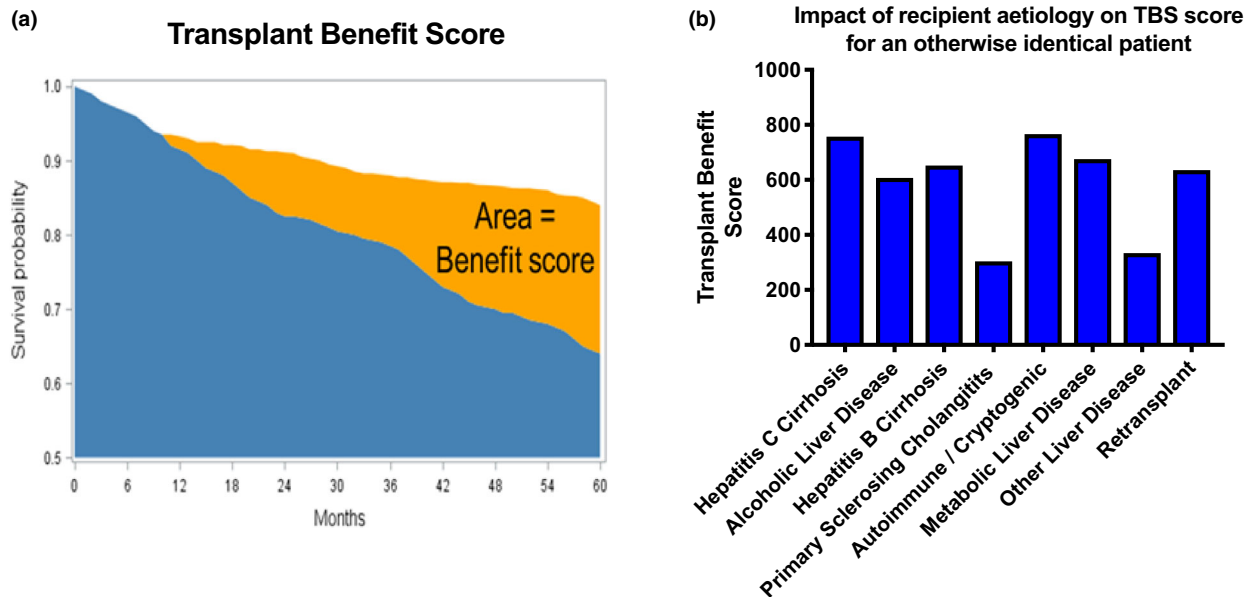 (a)
Transplant Benefit Score
Survival probability
1.0
0.9
0.8
0.7
0.6
0.5
Area =
Benefit score
0 6 12 18 24 30 36 42 48 54 60
Months
(b)
Impact of recipient aetiology on TBS score
for an otherwise identical patient
Transplant Benefit
Score
1000
800
600
400
200
0
Hepatitis C Cirrhosis
Alcoholic Liver Disease
Hepatitis B Cirrhosis
Primary Sclerosing Cholangitits
Autoimmune / Cryptogenic
Metabolic Liver Disease
Other Liver Disease
Retransplant